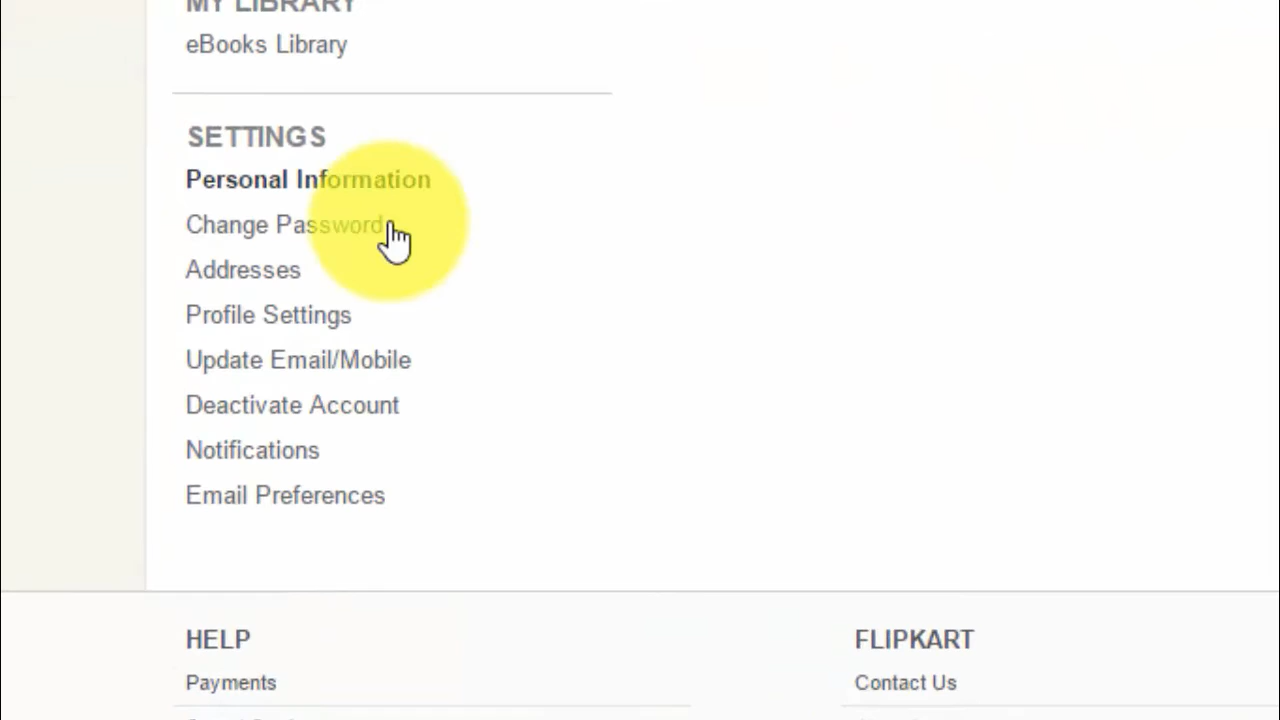 MY LIBRARY
eBooks Library
SETTINGS
Personal Information
Change Password
Addresses
Profile Settings
Update Email/Mobile
Deactivate Account
Notifications
Email Preferences
HELP
Payments
FLIPKART
Contact Us